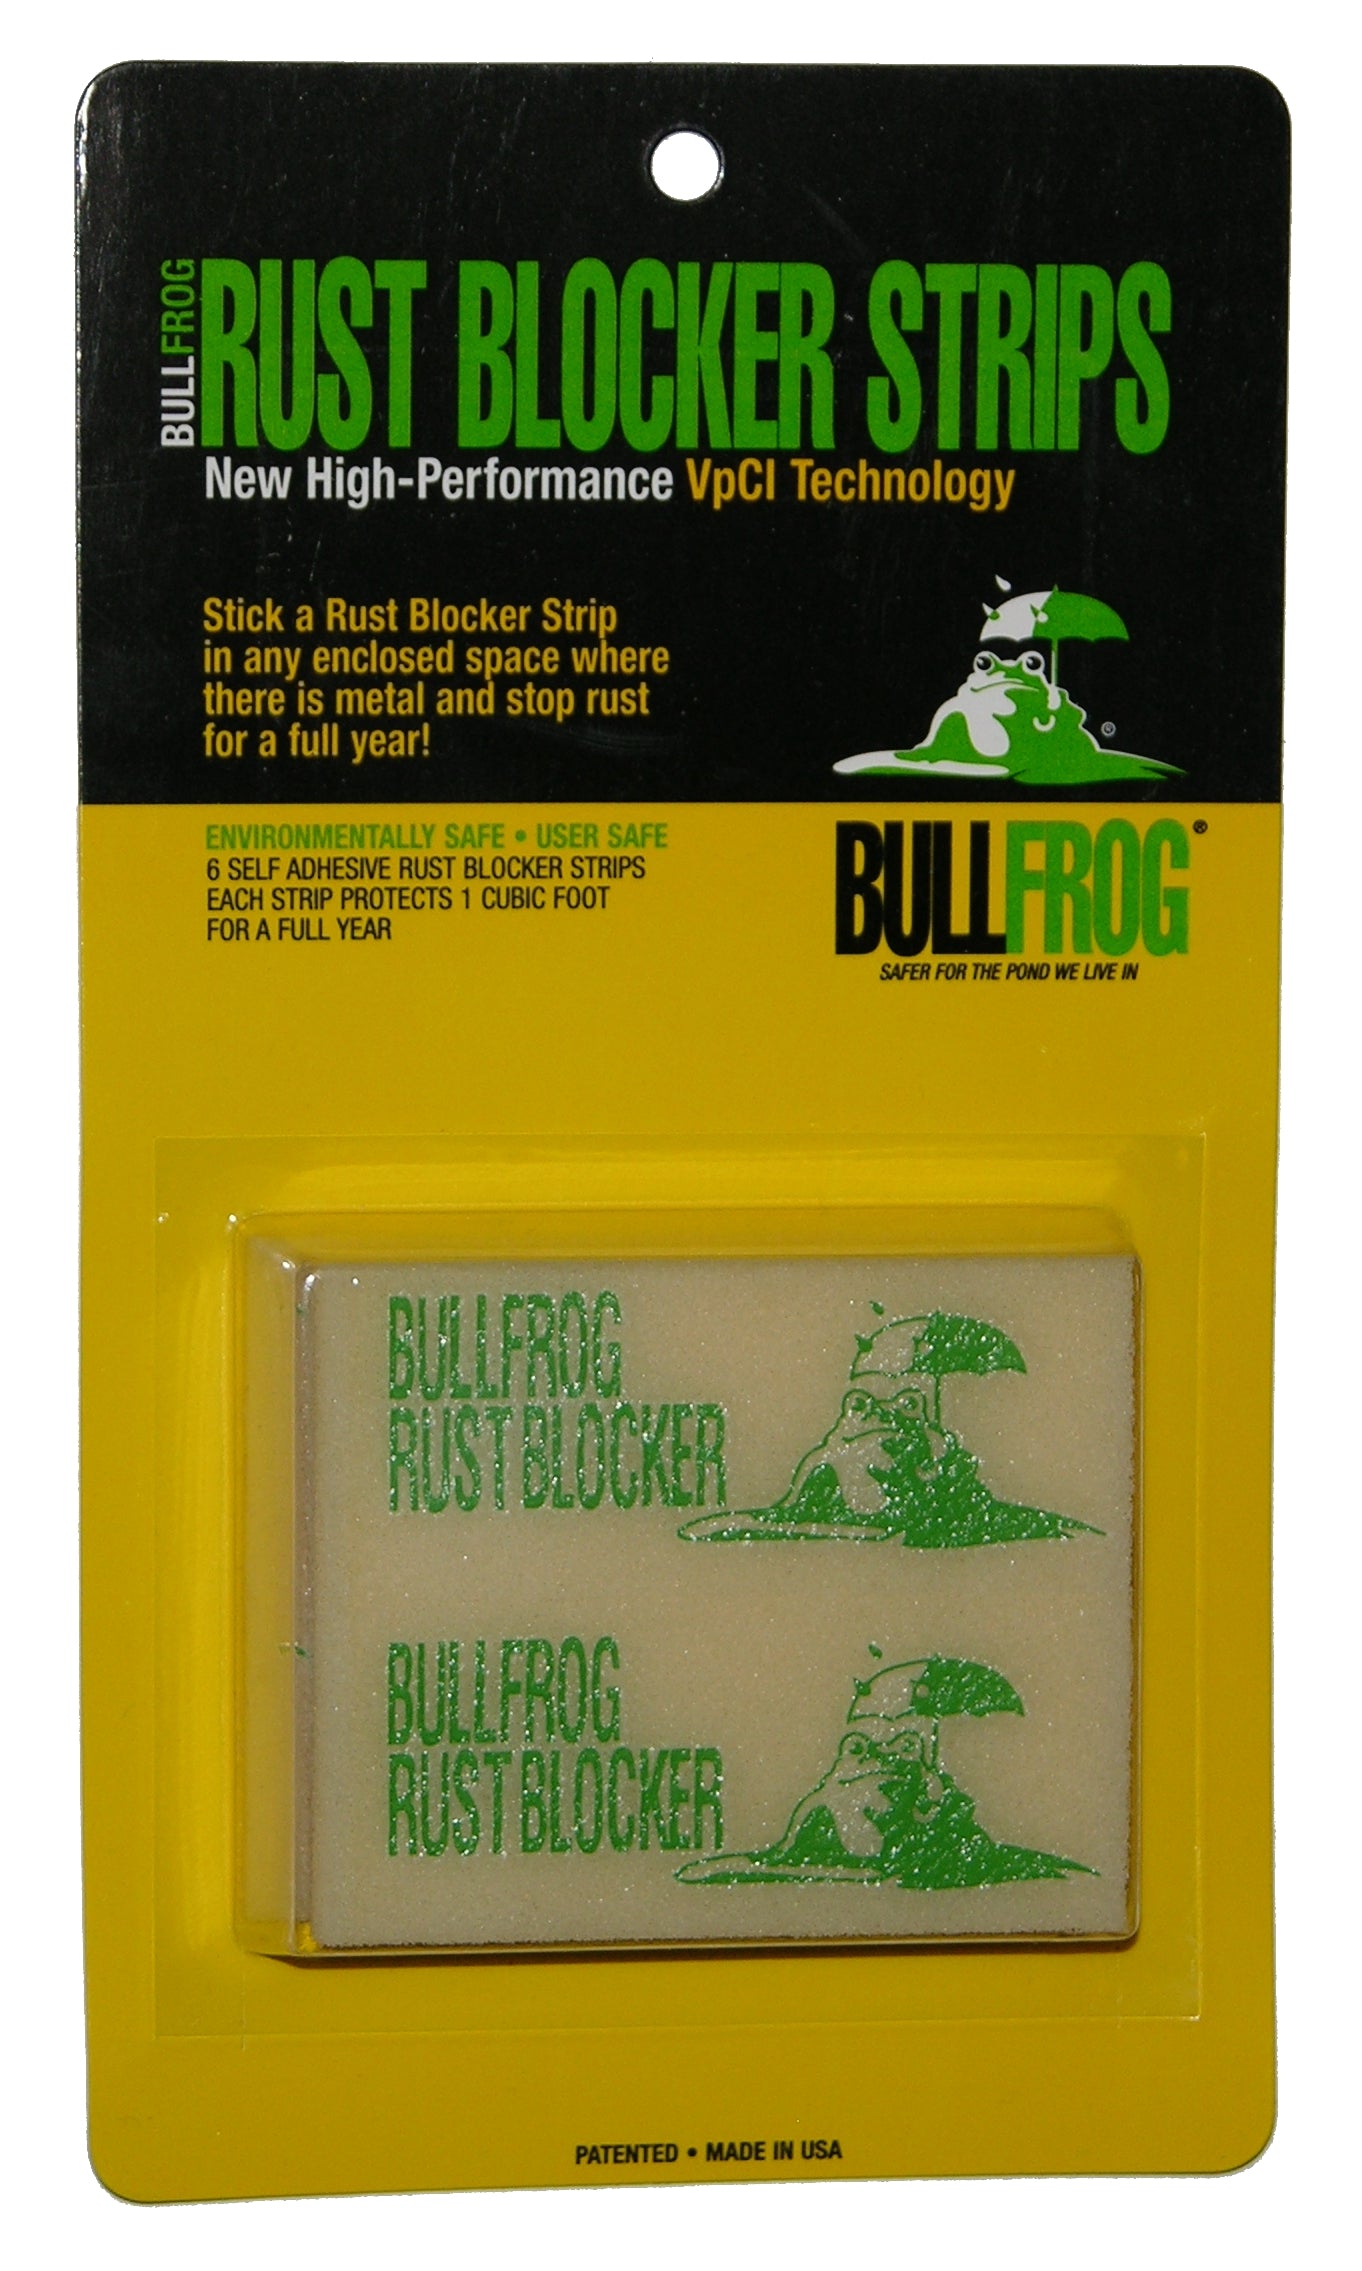 BULLFROG
RUST BLOCKER STRIPS
New High-Performance VpCI Technology
Stick a Rust Blocker Strip
in any enclosed space where
there is metal and stop rust
for a full year!
®
ENVIRONMENTALLY SAFE • USER SAFE
6 SELF ADHESIVE RUST BLOCKER STRIPS
EACH STRIP PROTECTS 1 CUBIC FOOT
FOR A FULL YEAR
BULLFROG®
SAFER FOR THE POND WE LIVE IN
BULLFROG
RUST BLOCKER
BULLFROG
RUST BLOCKER
PATENTED • MADE IN USA